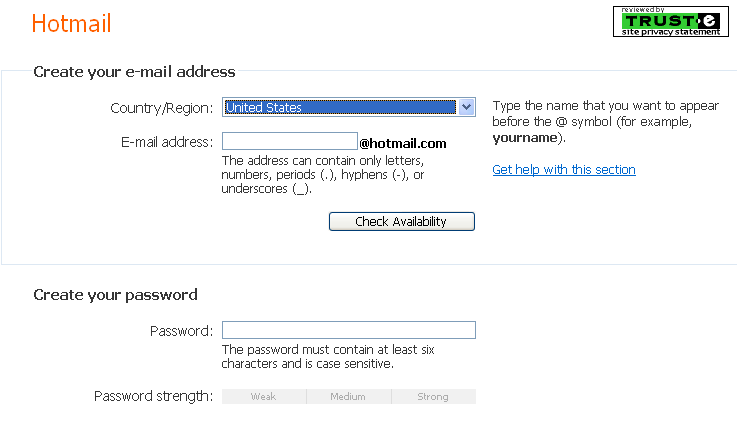 Hotmail
reviewed by
TRUST·e
site privacy statement
Create your e-mail address
Country/Region: United States
Type the name that you want to appear
before the @ symbol (for example,
yourname).
E-mail address: @hotmail.com
The address can contain only letters,
numbers, periods (.), hyphens (-), or
underscores (_).
Get help with this section
Check Availability
Create your password
Password:
The password must contain at least six
characters and is case sensitive.
Password strength: Weak Medium Strong